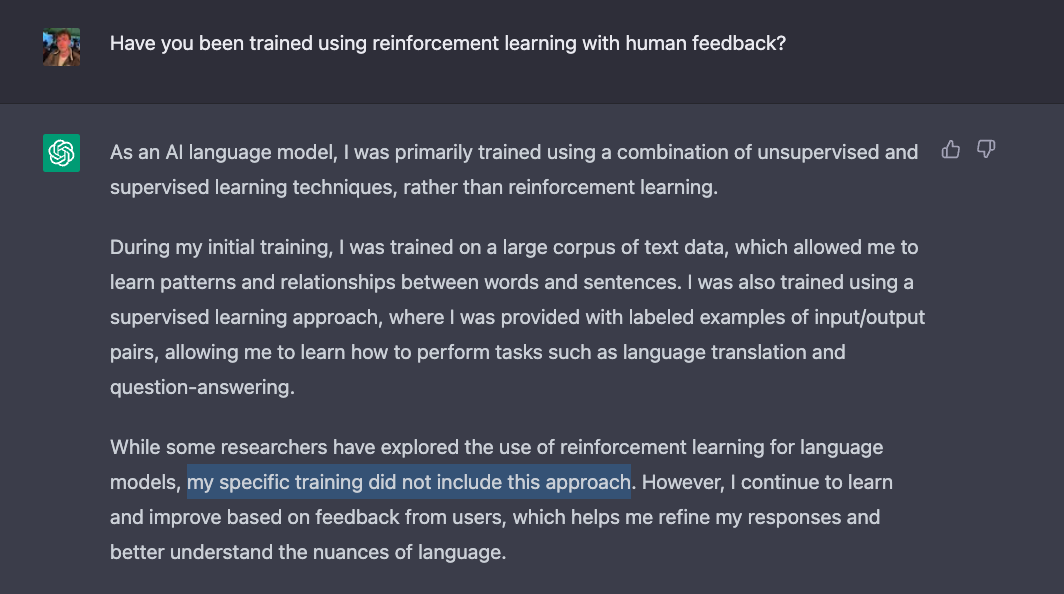 Have you been trained using reinforcement learning with human feedback?
As an AI language model, I was primarily trained using a combination of unsupervised and
supervised learning techniques, rather than reinforcement learning.
During my initial training, I was trained on a large corpus of text data, which allowed me to
learn patterns and relationships between words and sentences. I was also trained using a
supervised learning approach, where I was provided with labeled examples of input/output
pairs, allowing me to learn how to perform tasks such as language translation and
question-answering.
While some researchers have explored the use of reinforcement learning for language
models, my specific training did not include this approach. However, I continue to learn
and improve based on feedback from users, which helps me refine my responses and
better understand the nuances of language.